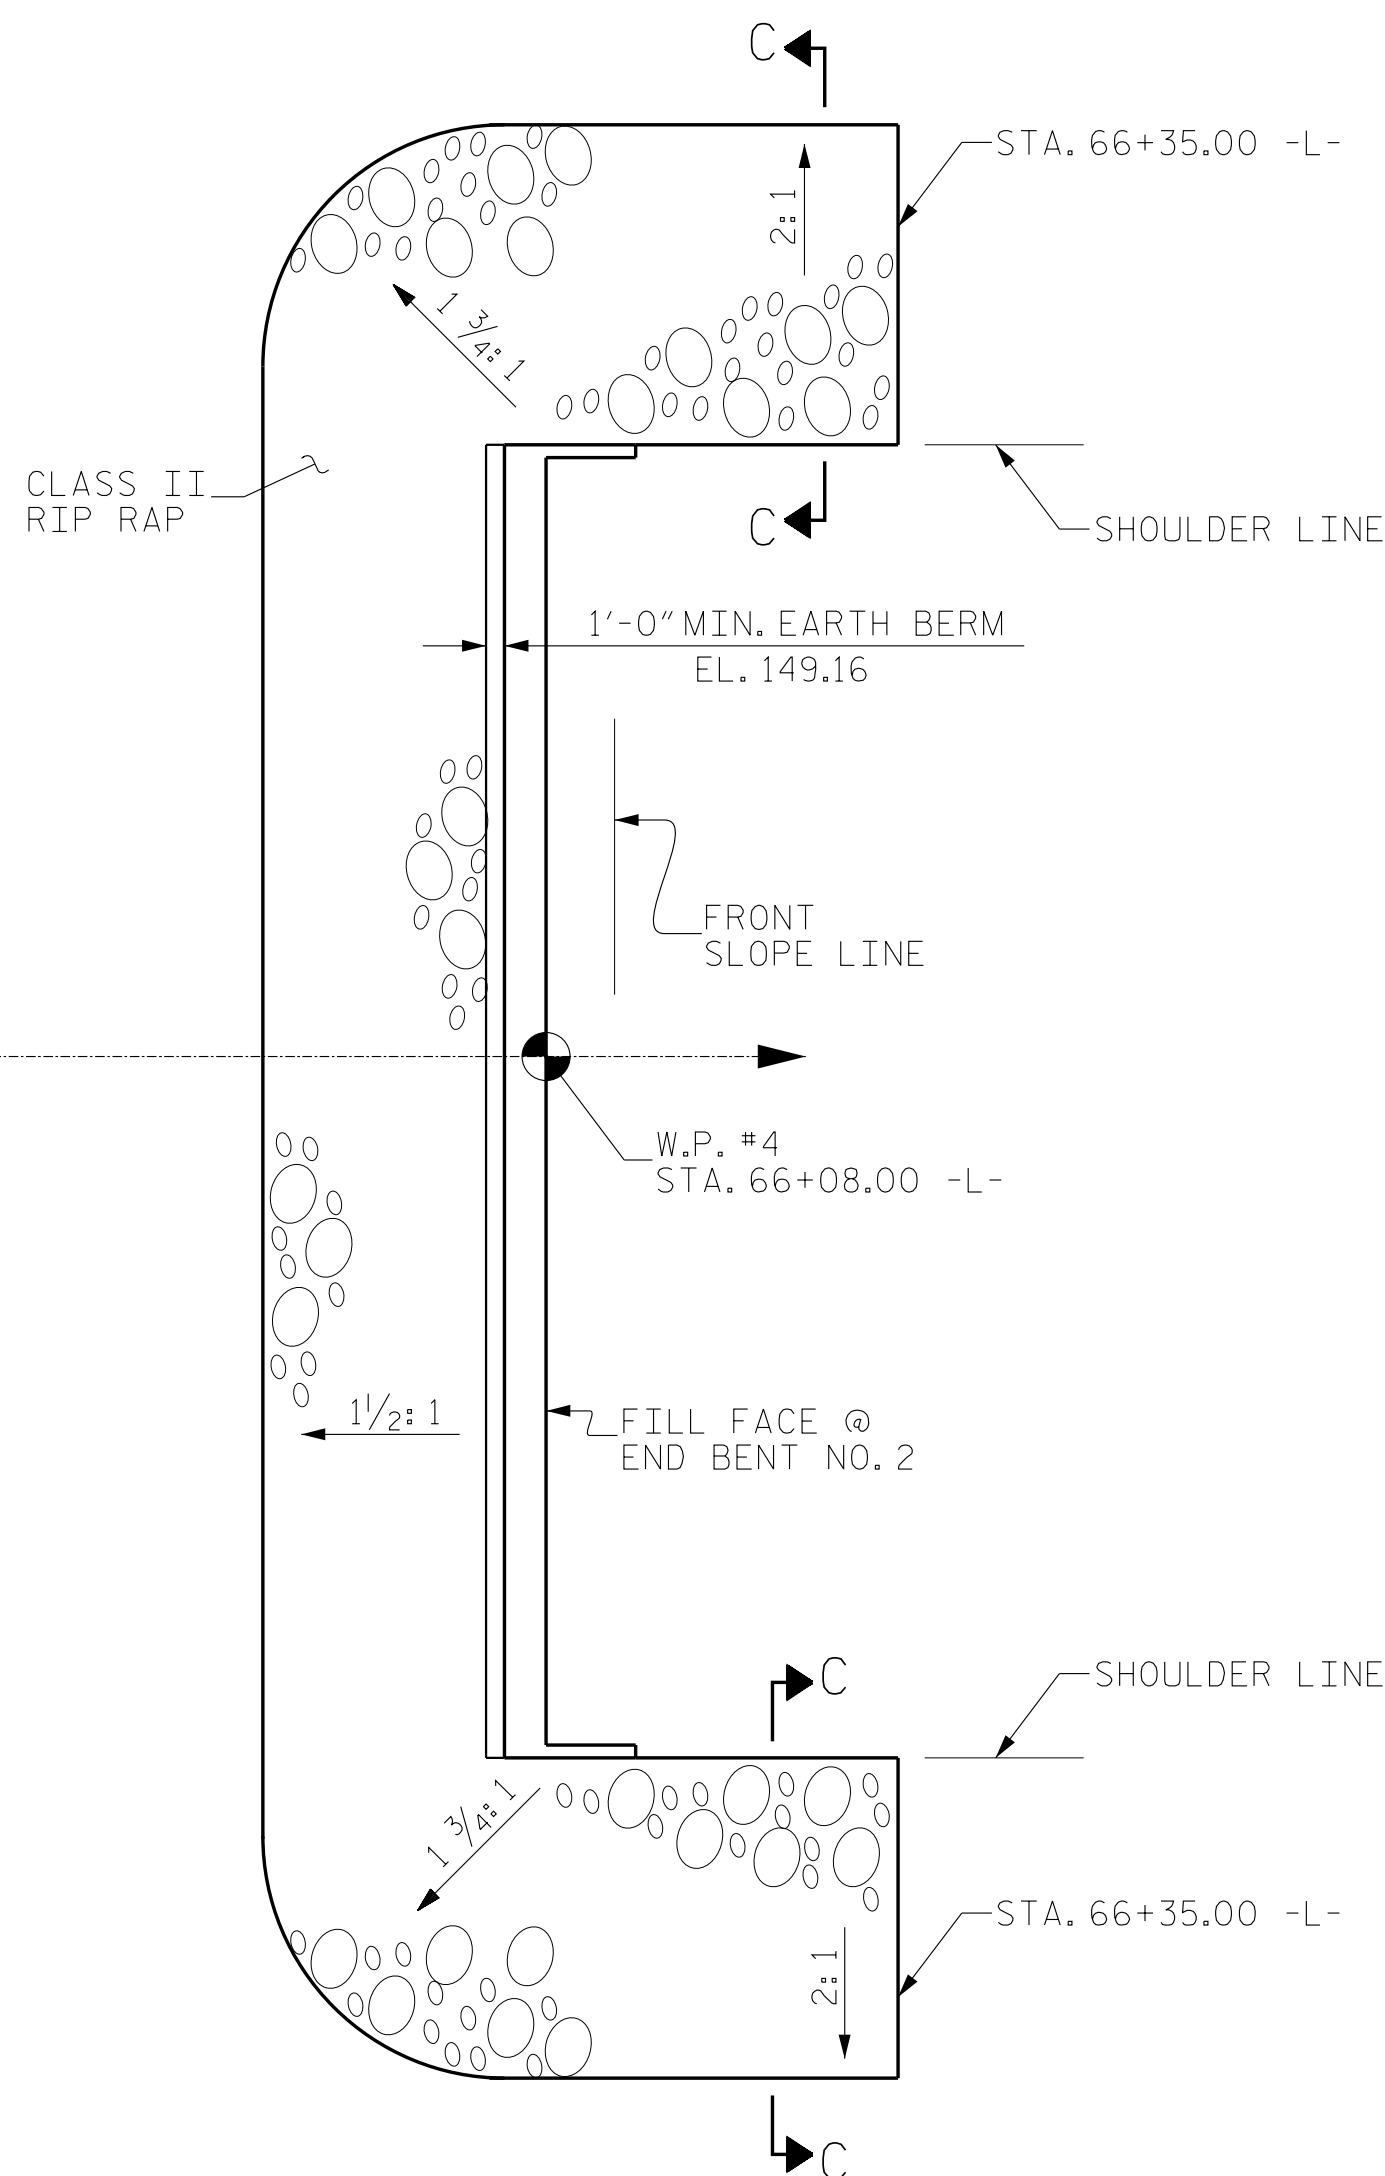 C
STA. 66+35.00 -L-
2:1
1 3/4:1
CLASS II
RIP RAP
C
SHOULDER LINE
1'-0" MIN. EARTH BERM
EL. 149.16
FRONT
SLOPE LINE
W.P. #4
STA. 66+08.00 -L-
1 1/2:1
FILL FACE @
END BENT NO. 2
C
SHOULDER LINE
1 3/4:1
STA. 66+35.00 -L-
2:1
C